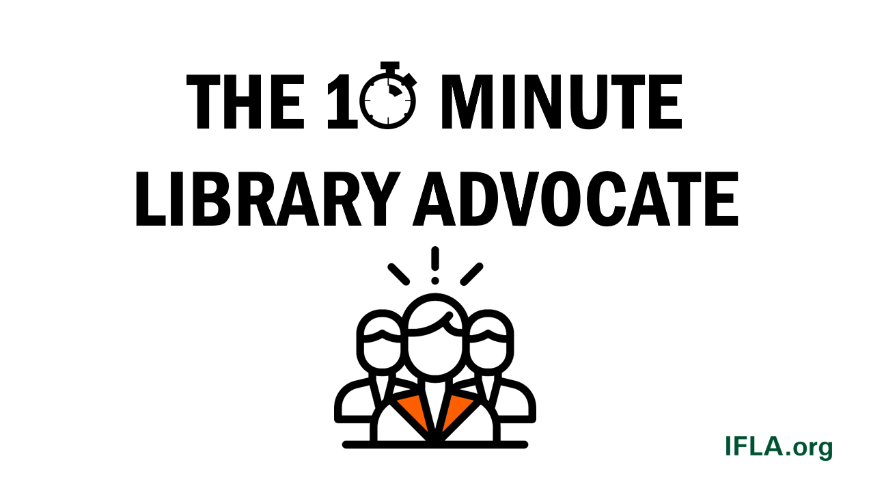 THE 10 MINUTE
LIBRARY ADVOCATE
IFLA.org